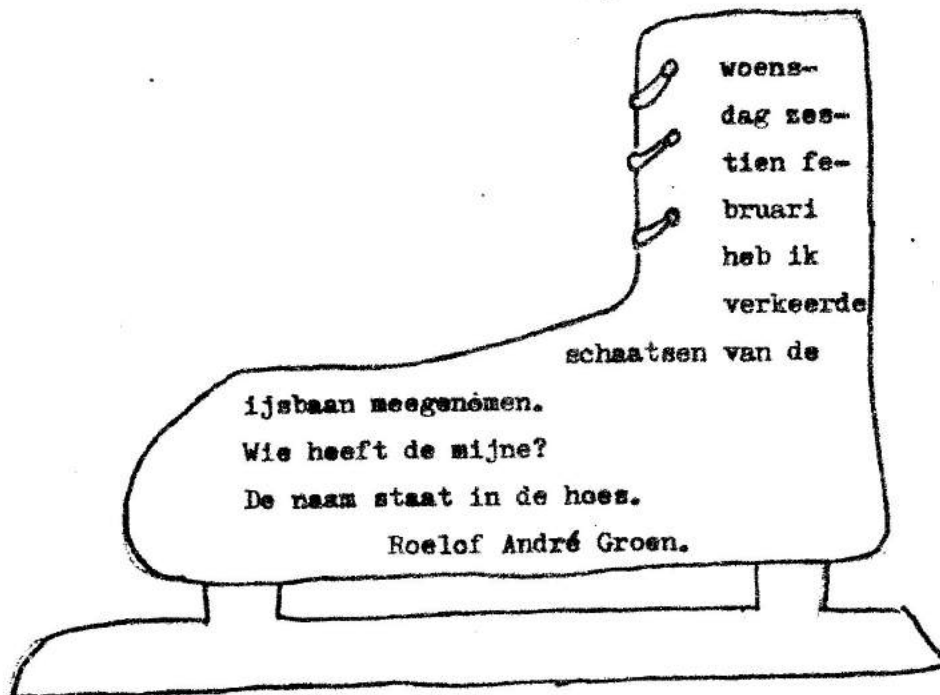 woens-
dag zes-
tien fe-
bruari
heb ik
verkeerde
schaatsen van de
ijsbaan meegenomen.
Wie heeft de mijne?
De naam staat in de hoes.
Roelof André Groen.